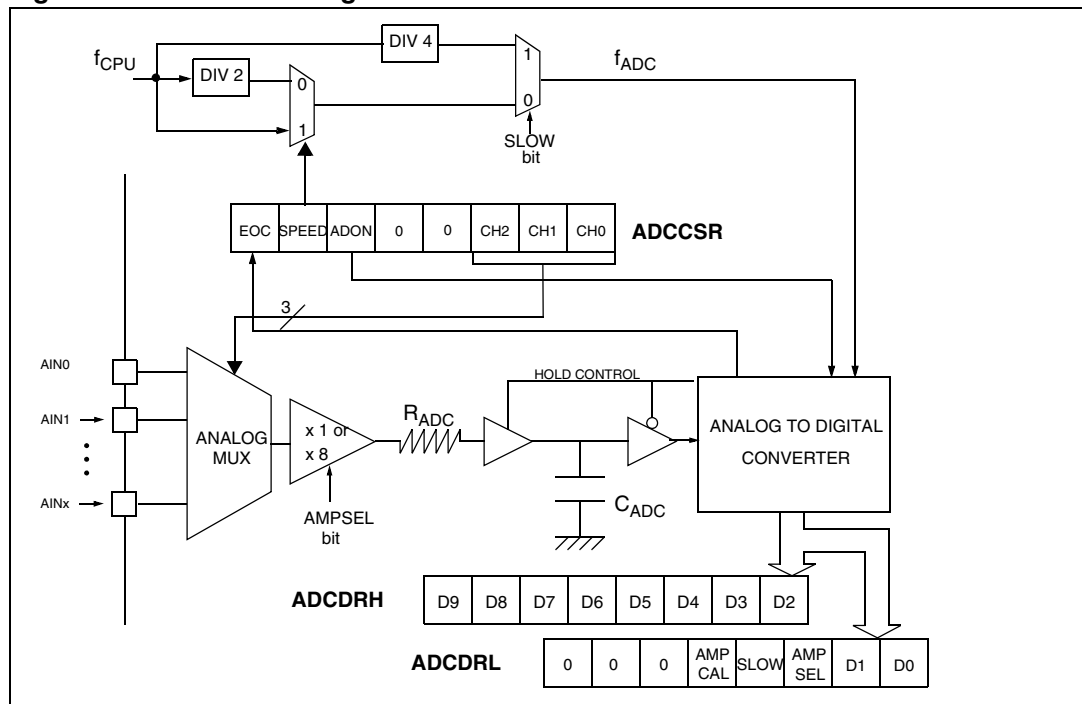 DIV 4
fCPU
DIV 2
0
1
1
0
fADC
SLOW
bit
EOC SPEED ADON 0 0 CH2 CH1 CH0 ADCCSR
3
AIN0
AIN1
AINx
ANALOG
MUX
x 1 or
x 8
AMPSEL
bit
RADC
HOLD CONTROL
CADC
ANALOG TO DIGITAL
CONVERTER
ADCDRH D9 D8 D7 D6 D5 D4 D3 D2
ADCDRL 0 0 0 AMP CAL SLOW AMP SEL D1 D0